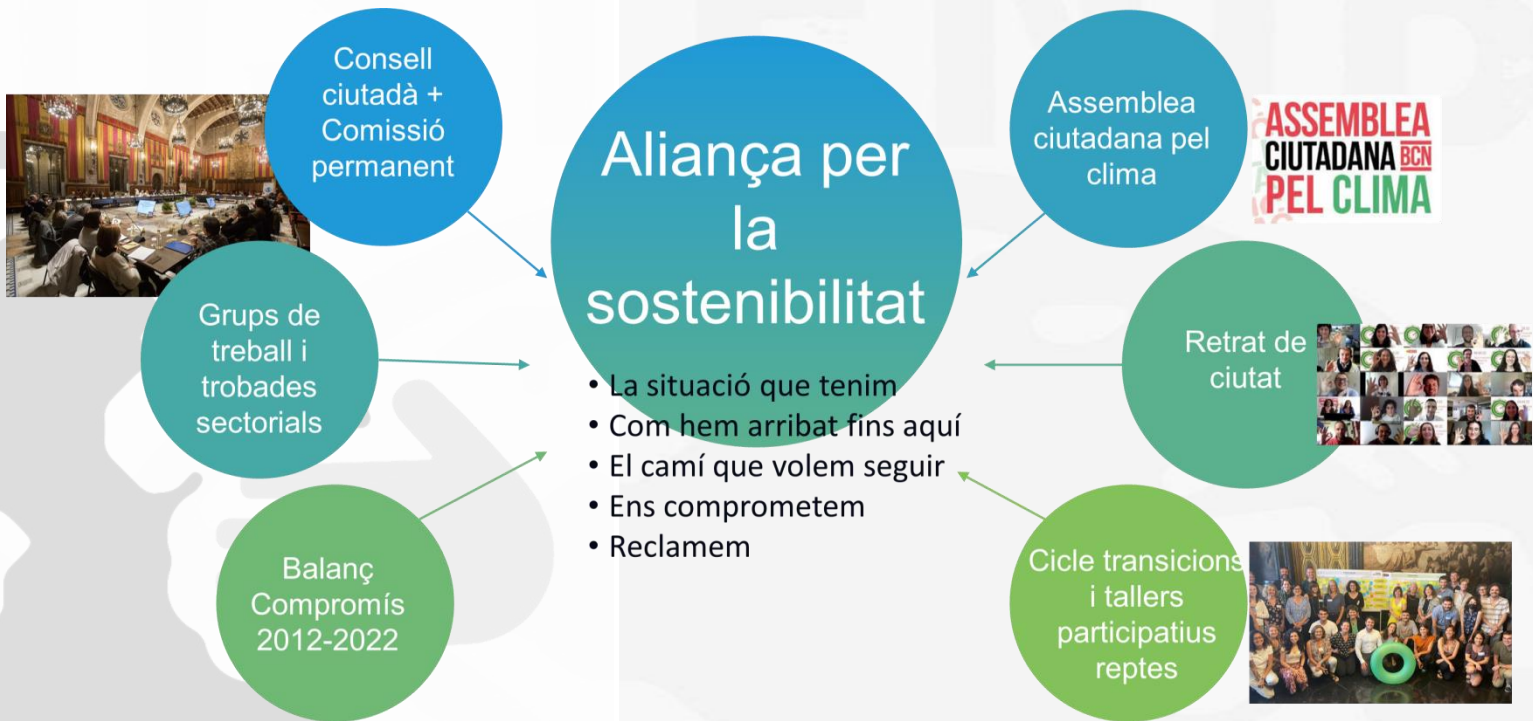 Consell
ciutadà +
Comissió
permanent
Grups de
treball i
trobades
sectorials
Balanç
Compromís
2012-2022
Aliança per
la
sostenibilitat
• La situació que tenim
• Com hem arribat fins aquí
• El camí que volem seguir
• Ens comprometem
• Reclamem
Assemblea
ciutadana pel
clima
ASSEMBLEA
CIUTADANA BCN
PEL CLIMA
Retrat de
ciutat
Cicle transicions
i tallers
participatius
reptes